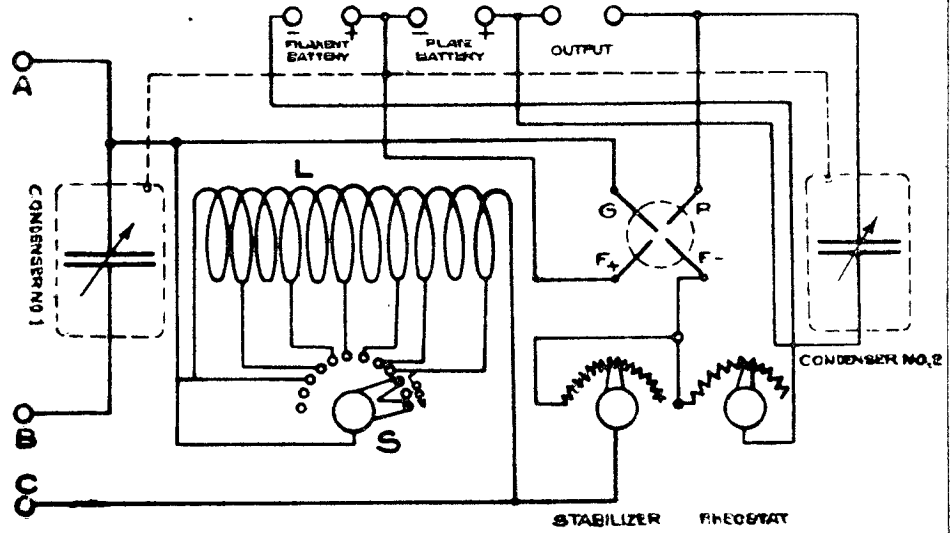 - + - +
FILAMENT BATTERY
PLATE BATTERY
OUTPUT
A
CONDENSER NO 1
L
G P
F+ F-
CONDENSER NO. 2
B
S
C
STABILIZER RHEOSTAT